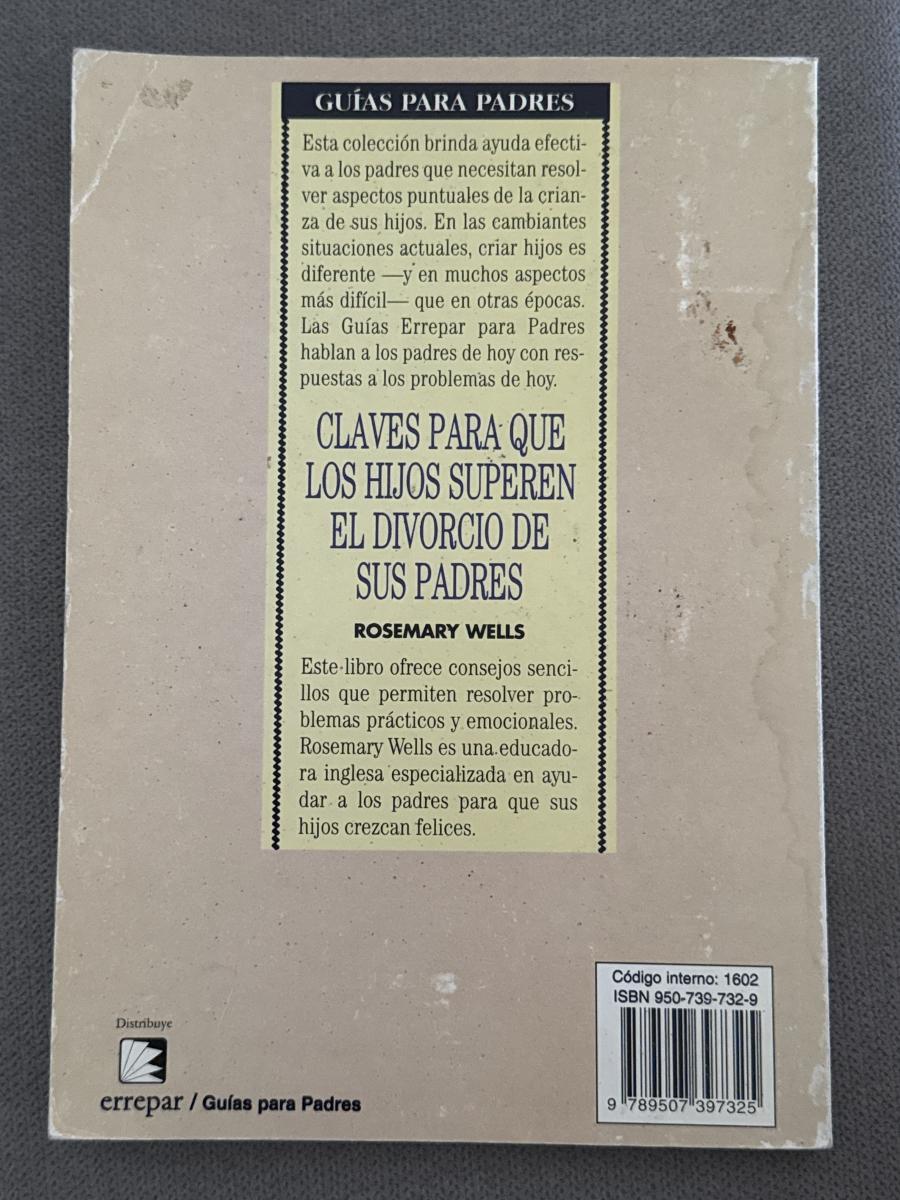 GUÍAS PARA PADRES
Esta colección brinda ayuda efecti-
va a los padres que necesitan resol-
ver aspectos puntuales de la crian-
za de sus hijos. En las cambiantes
situaciones actuales, criar hijos es
diferente —y en muchos aspectos
más difícil— que en otras épocas.
Las Guías Errepar para Padres
hablan a los padres de hoy con res-
puestas a los problemas de hoy.
CLAVES PARA QUE
LOS HIJOS SUPEREN
EL DIVORCIO DE
SUS PADRES
ROSEMARY WELLS
Este libro ofrece consejos senci-
llos que permiten resolver pro-
blemas prácticos y emocionales.
Rosemary Wells es una educado-
ra inglesa especializada en ayu-
dar a los padres para que sus
hijos crezcan felices.
Distribuye
errepar / Guías para Padres
Código interno: 1602
ISBN 950-739-732-9
9 789507 397325